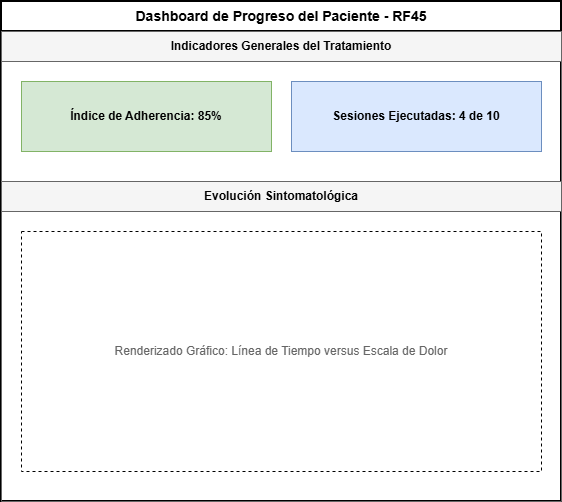 Dashboard de Progreso del Paciente - RF45
Indicadores Generales del Tratamiento
Índice de Adherencia: 85%
Sesiones Ejecutadas: 4 de 10
Evolución Sintomatológica
Renderizado Gráfico: Línea de Tiempo versus Escala de Dolor